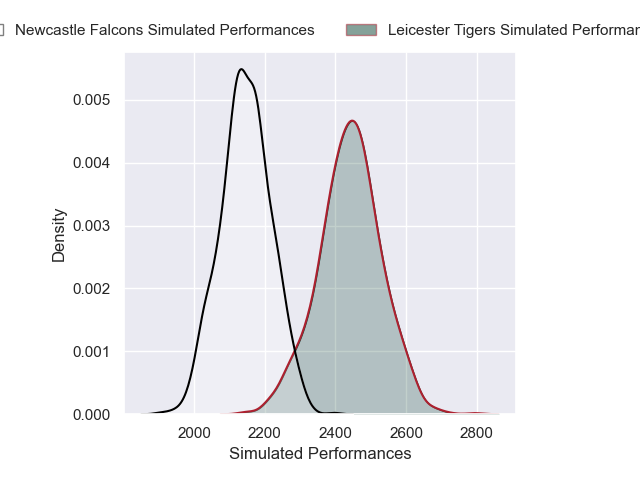 Newcastle Falcons Simulated Performances
Leicester Tigers Simulated
0.005
0.004
0.003
0.002
0.001
0.000
Density
2000 2200 2400 2600 2800
Simulated Performances